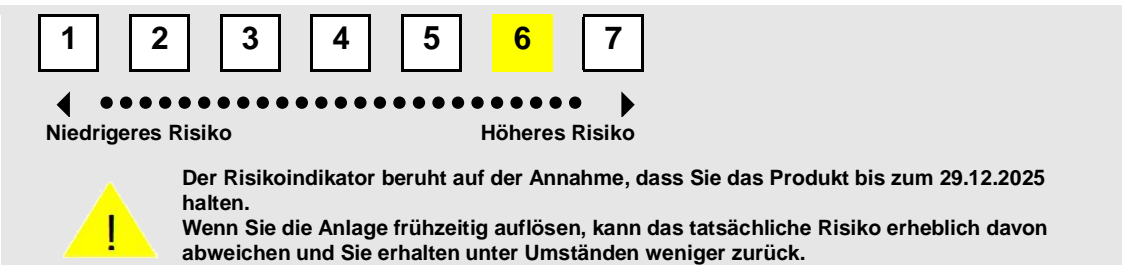 1 2 3 4 5 6 7
Niedrigeres Risiko Höheres Risiko
Der Risikoindikator beruht auf der Annahme, dass Sie das Produkt bis zum 29.12.2025
halten.
Wenn Sie die Anlage frühzeitig auflösen, kann das tatsächliche Risiko erheblich davon
abweichen und Sie erhalten unter Umständen weniger zurück.
!